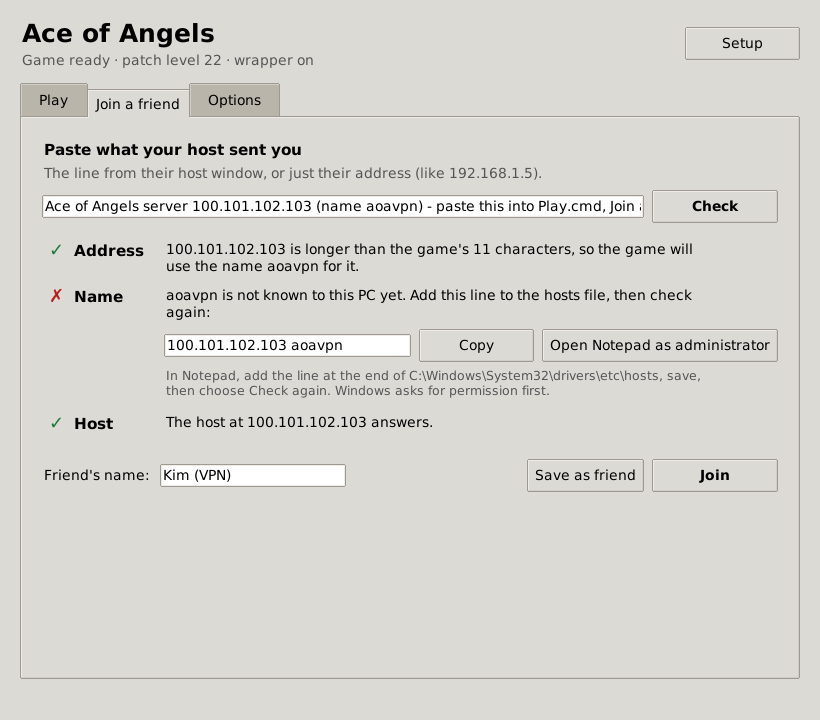 Ace of Angels
Game ready · patch level 22 · wrapper on
Setup
Play
Join a friend
Options
Paste what your host sent you
The line from their host window, or just their address (like 192.168.1.5).
Ace of Angels server 100.101.102.103 (name aoavpn) - paste this into Play.cmd, Join
Check
✓ Address 100.101.102.103 is longer than the game's 11 characters, so the game will
use the name aoavpn for it.
✗ Name aoavpn is not known to this PC yet. Add this line to the hosts file, then check
again:
100.101.102.103 aoavpn
Copy
Open Notepad as administrator
In Notepad, add the line at the end of C:\Windows\System32\drivers\etc\hosts, save,
then choose Check again. Windows asks for permission first.
✓ Host The host at 100.101.102.103 answers.
Friend's name: Kim (VPN)
Save as friend
Join